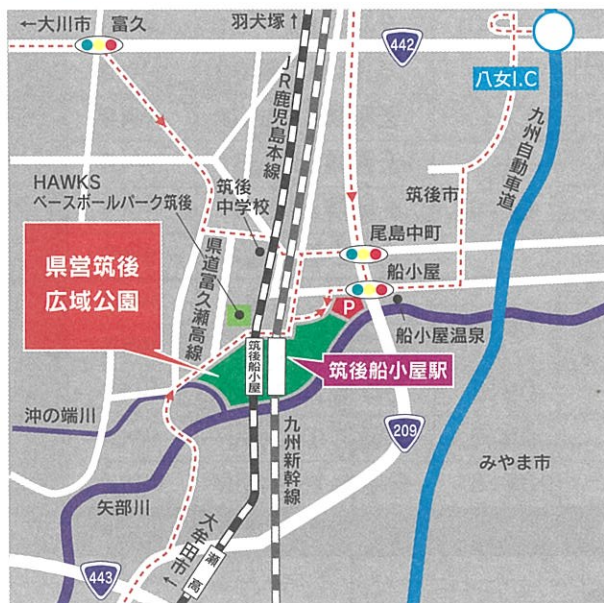 ←大川市
富久
羽犬塚↑
442
八女I.C
JR鹿児島本線
九州自動車道
HAWKS
ベースボールパーク筑後
筑後
中学校
筑後市
尾島中町
県営筑後
広域公園
県道富久瀬高線
船小屋
P
船小屋温泉
筑後船小屋
筑後船小屋駅
沖の端川
209
九州新幹線
みやま市
矢部川
大牟田市↓
瀬高
443